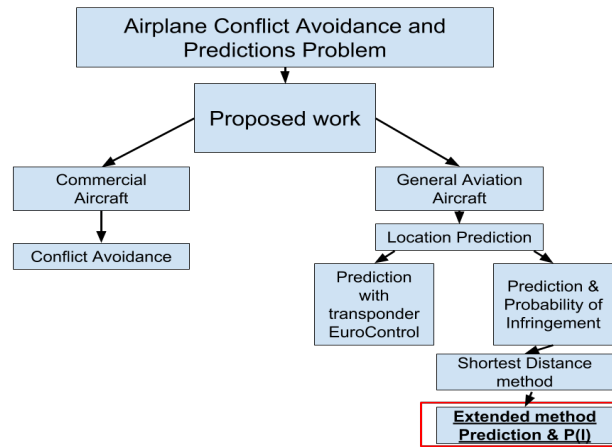 Airplane Conflict Avoidance and
Predictions Problem
Proposed work
Commercial
Aircraft
General Aviation
Aircraft
Conflict Avoidance
Location Prediction
Prediction
with
transponder
EuroControl
Prediction &
Probability of
Infringement
Shortest Distance
method
Extended method
Prediction & P(I)